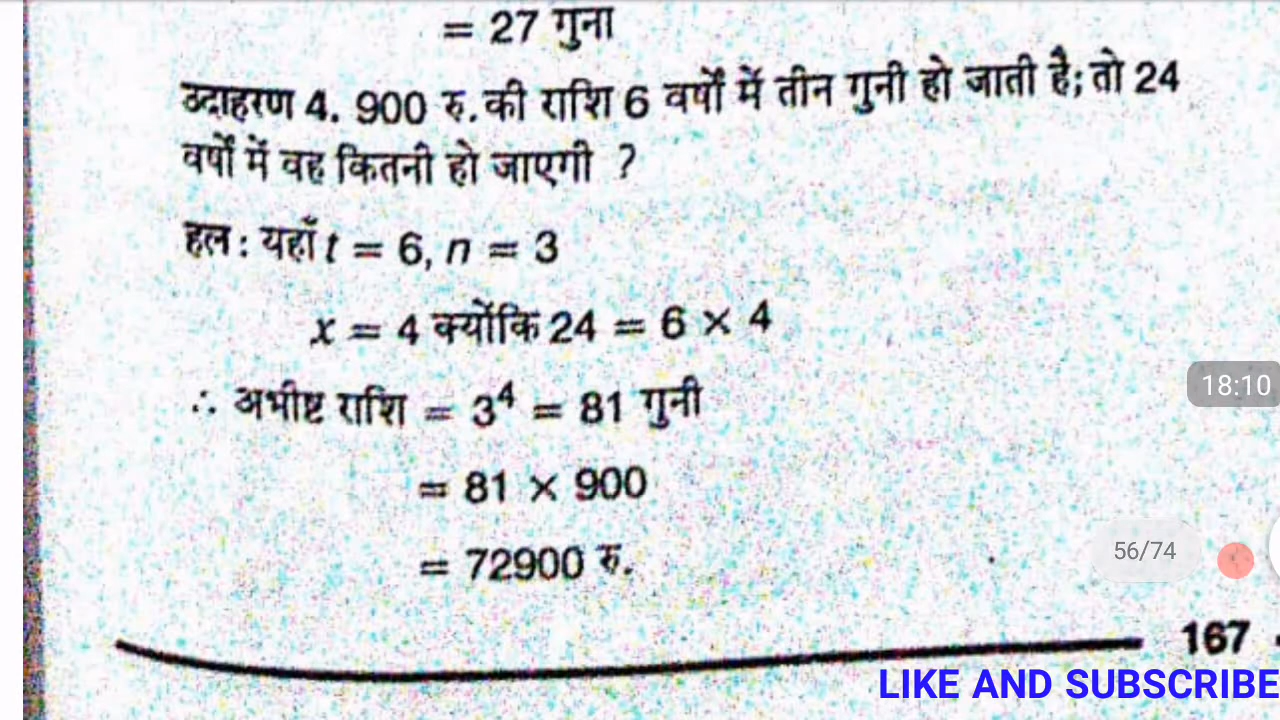 = 27 गुना
उदाहरण 4. 900 रु. की राशि 6 वर्षों में तीन गुनी हो जाती है; तो 24
वर्षों में वह कितनी हो जाएगी ?
हल : यहाँ t = 6, n = 3
x = 4 क्योंकि 24 = 6 × 4
∴ अभीष्ट राशि = 3⁴ = 81 गुनी
18:10
= 81 × 900
56/74
= 72900 रु.
167
LIKE AND SUBSCRIBE